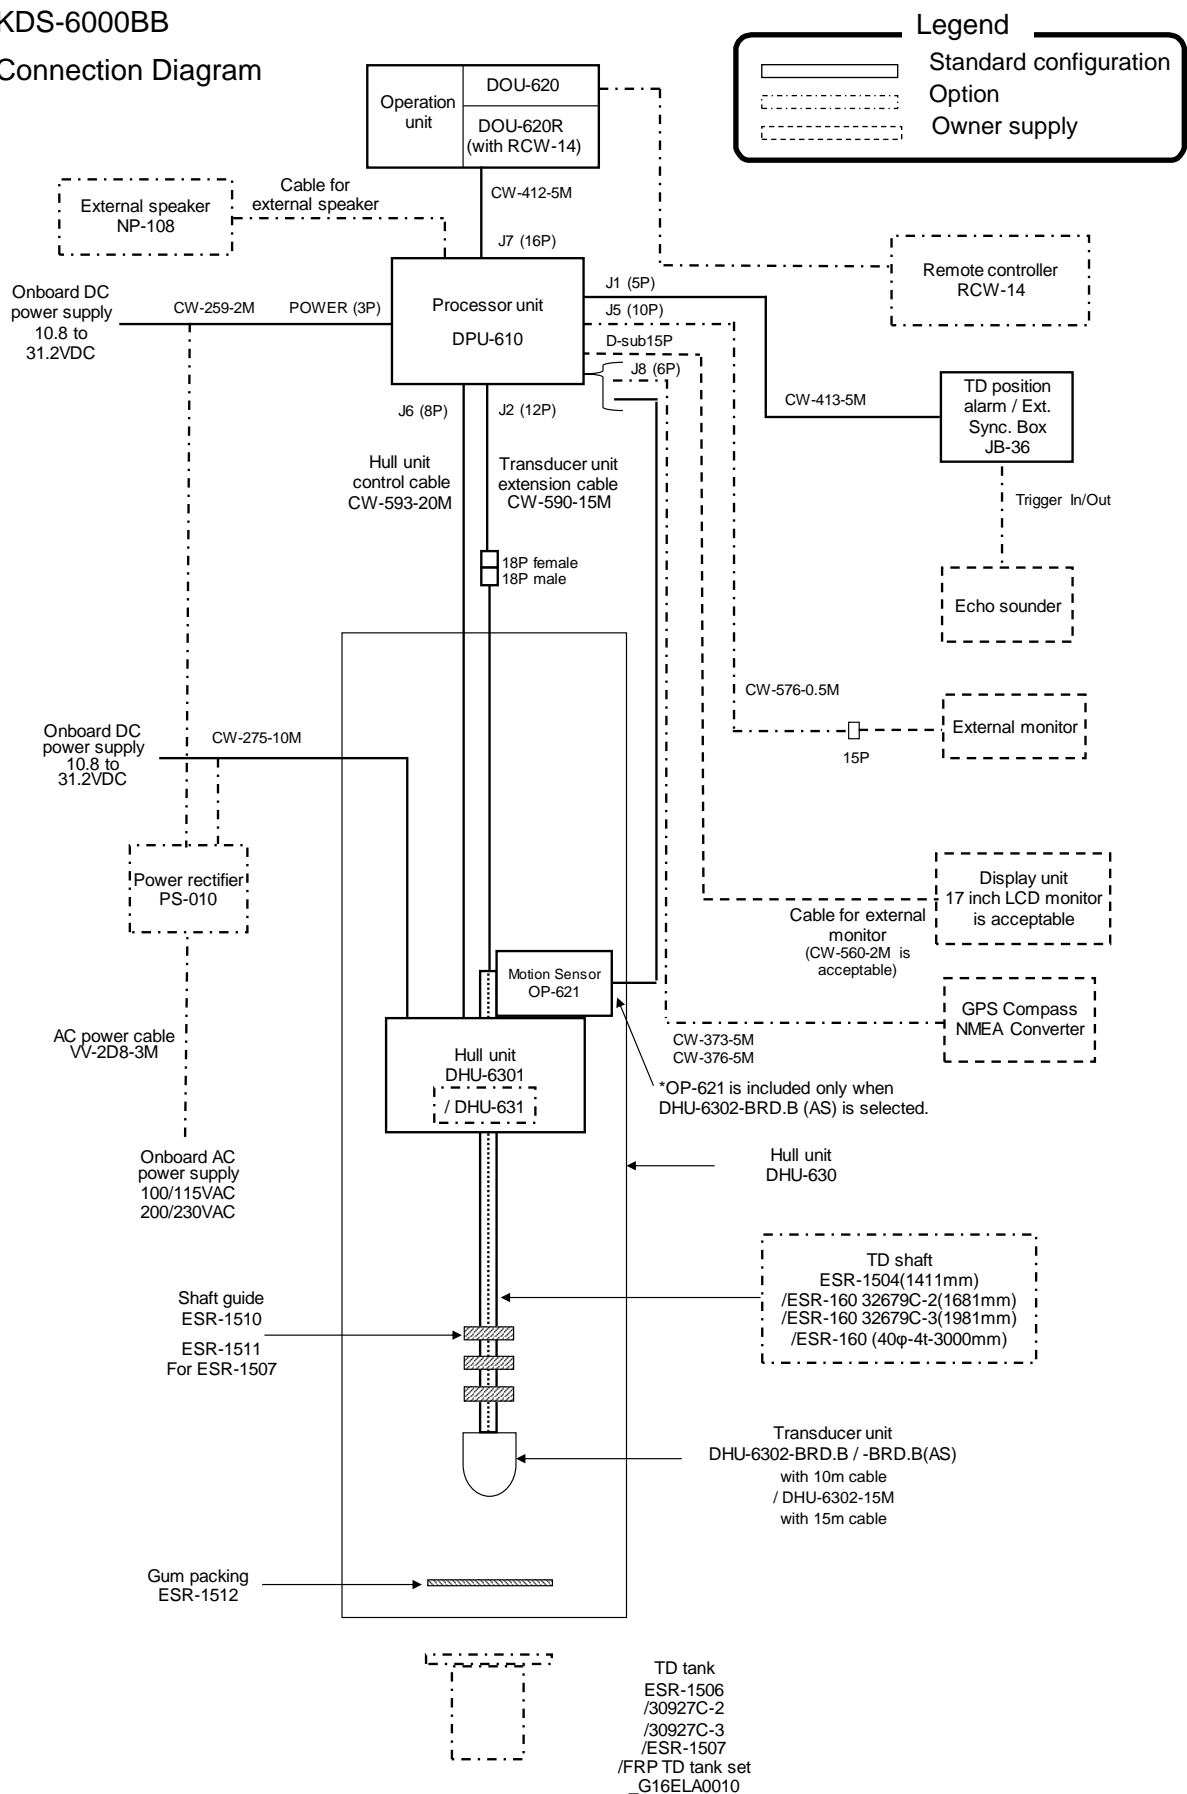 KDS-6000BB
Connection Diagram
Legend
Standard configuration
Option
Owner supply
Operation
unit
DOU-620
DOU-620R
(with RCW-14)
CW-412-5M
External speaker
NP-108
Cable for
external speaker
J7 (16P)
Remote controller
RCW-14
Onboard DC
power supply
10.8 to
31.2VDC
CW-259-2M
POWER (3P)
Processor unit
DPU-610
J1 (5P)
J5 (10P)
D-sub15P
J8 (6P)
CW-413-5M
TD position
alarm / Ext.
Sync. Box
JB-36
J6 (8P)
J2 (12P)
Hull unit
control cable
CW-593-20M
Transducer unit
extension cable
CW-590-15M
Trigger In/Out
18P female
18P male
Echo sounder
CW-576-0.5M
External monitor
15P
Onboard DC
power supply
10.8 to
31.2VDC
CW-275-10M
Power rectifier
PS-010
Display unit
17 inch LCD monitor
is acceptable
Cable for external
monitor
(CW-560-2M is
acceptable)
Motion Sensor
OP-621
GPS Compass
NMEA Converter
AC power cable
VV-2D8-3M
CW-373-5M
CW-376-5M
Hull unit
DHU-6301
/ DHU-631
*OP-621 is included only when
DHU-6302-BRD.B (AS) is selected.
Onboard AC
power supply
100/115VAC
200/230VAC
Hull unit
DHU-630
TD shaft
ESR-1504(1411mm)
/ESR-160 32679C-2(1681mm)
/ESR-160 32679C-3(1981mm)
/ESR-160 (40φ-4t-3000mm)
Shaft guide
ESR-1510
ESR-1511
For ESR-1507
Transducer unit
DHU-6302-BRD.B / -BRD.B(AS)
with 10m cable
/ DHU-6302-15M
with 15m cable
Gum packing
ESR-1512
TD tank
ESR-1506
/30927C-2
/30927C-3
/ESR-1507
/FRP TD tank set
_G16ELA0010